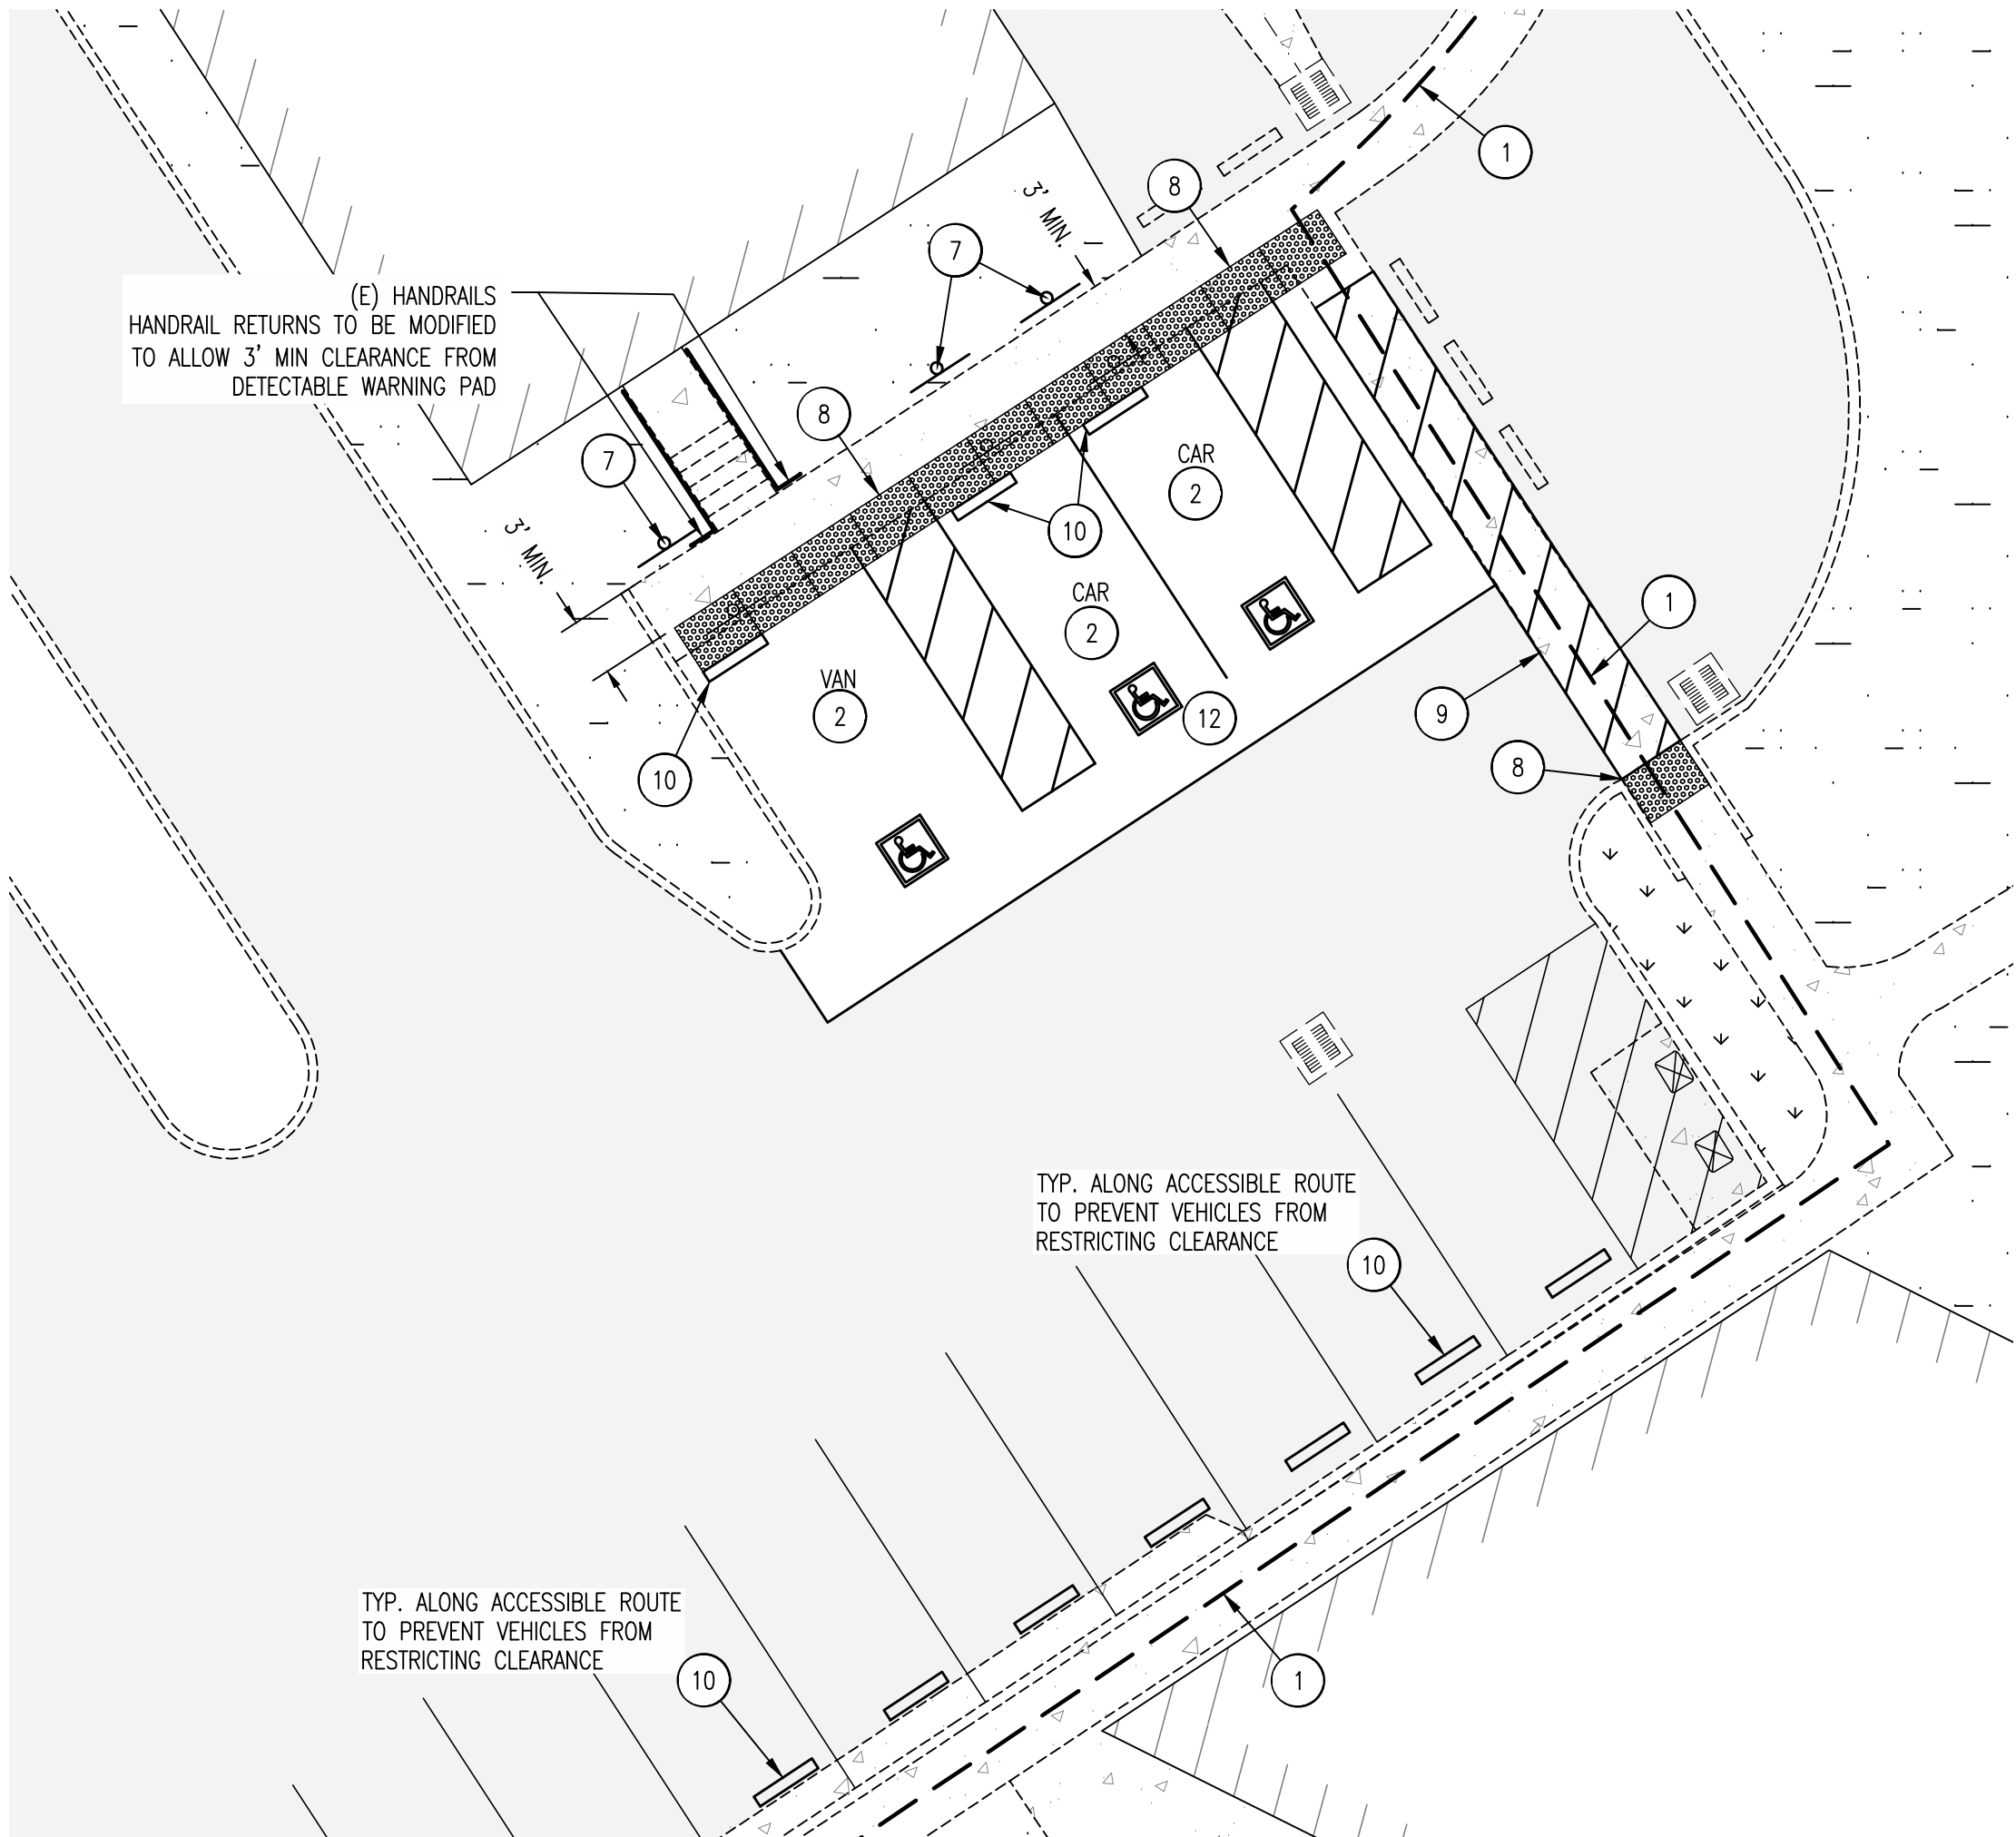 1
8
3' MIN.
7
(E) HANDRAILS
HANDRAIL RETURNS TO BE MODIFIED
TO ALLOW 3' MIN CLEARANCE FROM
DETECTABLE WARNING PAD
8
7
CAR
2
10
3' MIN.
CAR
2
1
VAN
2
12
9
10
8
TYP. ALONG ACCESSIBLE ROUTE
TO PREVENT VEHICLES FROM
RESTRICTING CLEARANCE
10
TYP. ALONG ACCESSIBLE ROUTE
TO PREVENT VEHICLES FROM
RESTRICTING CLEARANCE
10
1